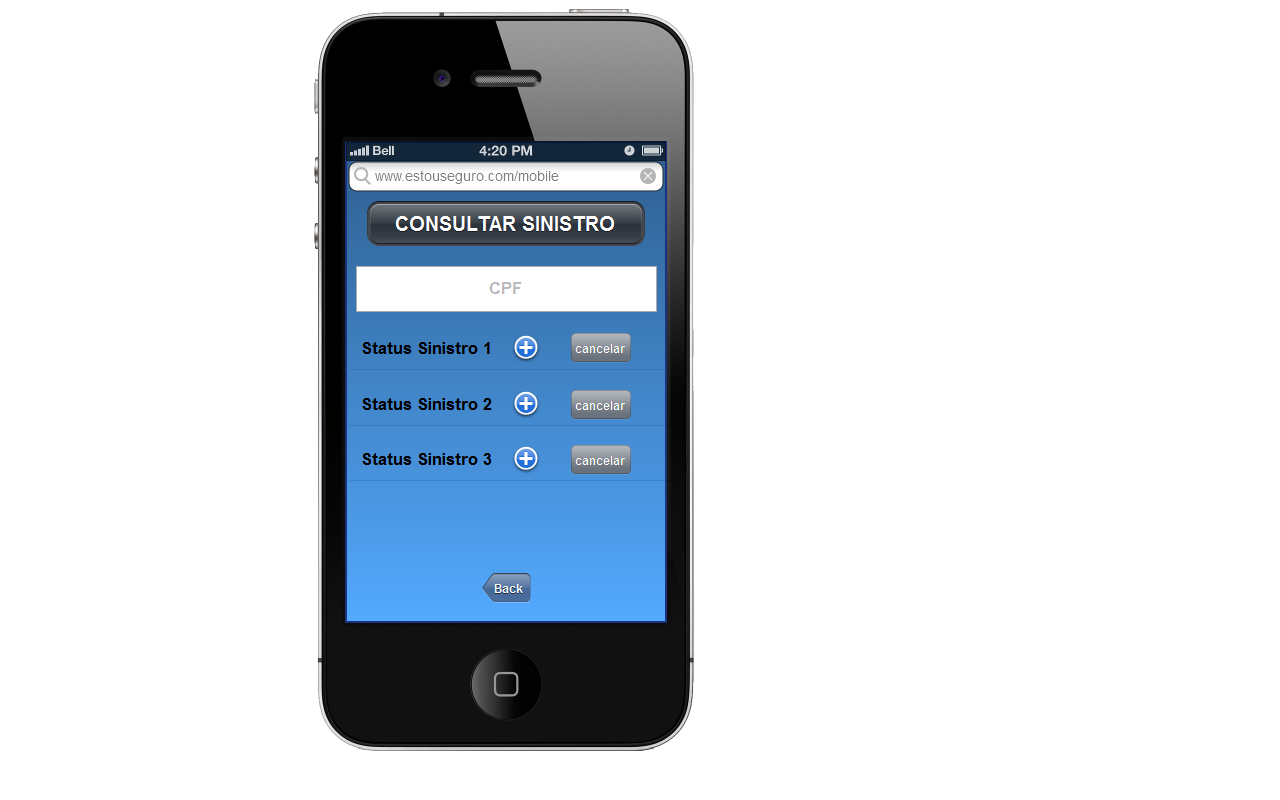 Bell 4:20 PM
www.estouseguro.com/mobile
CONSULTAR SINISTRO
CPF
Status Sinistro 1 cancelar
Status Sinistro 2 cancelar
Status Sinistro 3 cancelar
Back